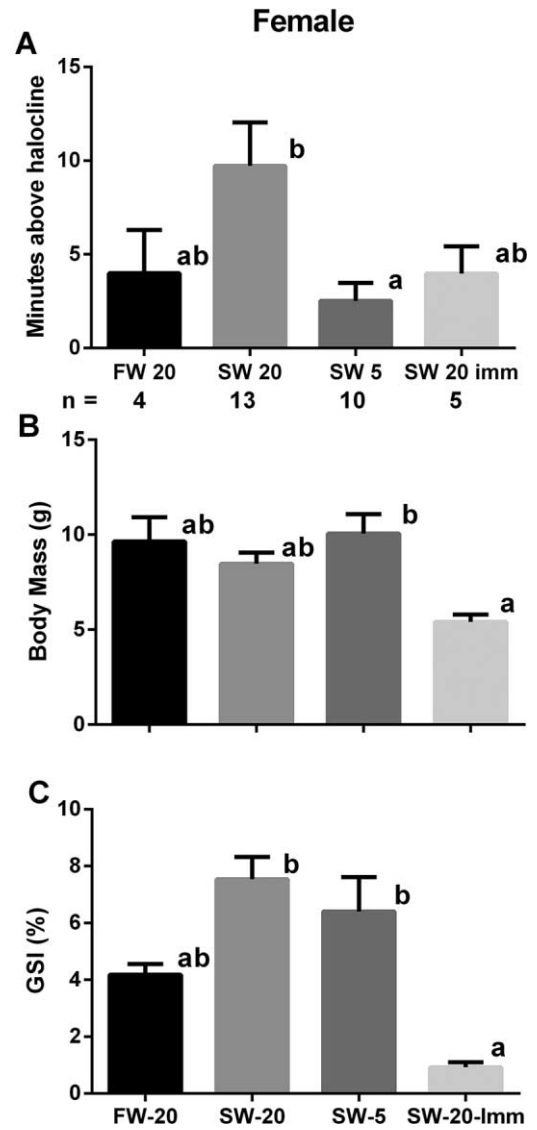 Female
A
Minutes above halocline
15
10
5
0
ab
b
a
ab
FW 20 SW 20 SW 5 SW 20 imm
n = 4 13 10 5
B
Body Mass (g)
15
10
5
0
ab
ab
b
a
C
GSI (%)
10
8
6
4
2
0
ab
b
b
a
FW-20 SW-20 SW-5 SW-20-Imm